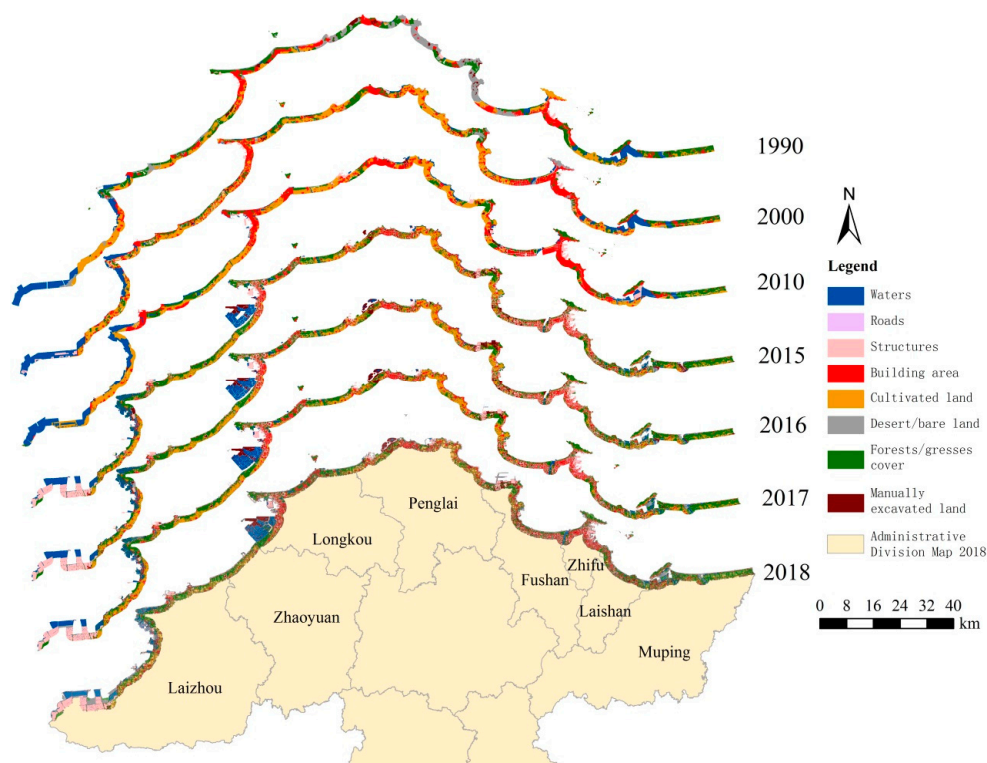 1990
2000
2010
2015
2016
2017
2018
N
Legend
Waters
Roads
Structures
Building area
Cultivated land
Desert/bare land
Forests/gresses
cover
Manually
excavated land
Administrative
Division Map 2018
0 8 16 24 32 40
km
Penglai
Longkou
Zhifu
Fushan
Zhaoyuan
Laishan
Muping
Laizhou